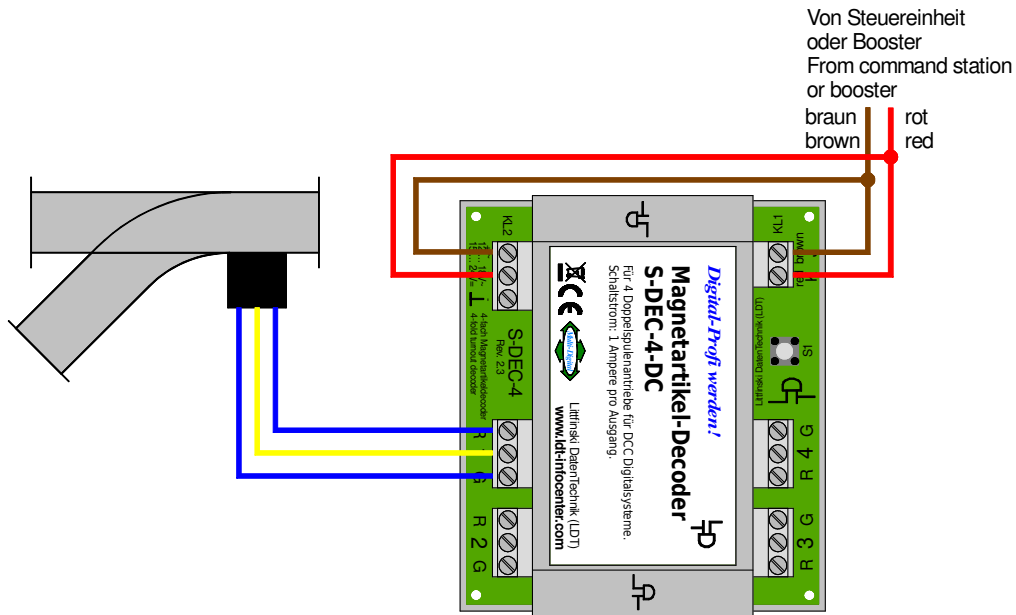 Von Steuereinheit
oder Booster
From command station
or booster
braun rot
brown red
KL2
KL1
Digital-Profi werden!
Magnetartikel-Decoder
S-DEC-4-DC
Für 4 Doppelspulenantriebe für DCC Digitalsysteme.
Schaltstrom: 1 Ampere pro Ausgang.
CE
Multi-Digital
Littfinski DatenTechnik (LDT)
www.ldt-infocenter.com
S-DEC-4
Rev. 2.3
4-fach Magnetartikeldecoder
4-fold turnout decoder
S1
Littfinski DatenTechnik (LDT)
R
G
R 2 G
R 4 G
R 3 G